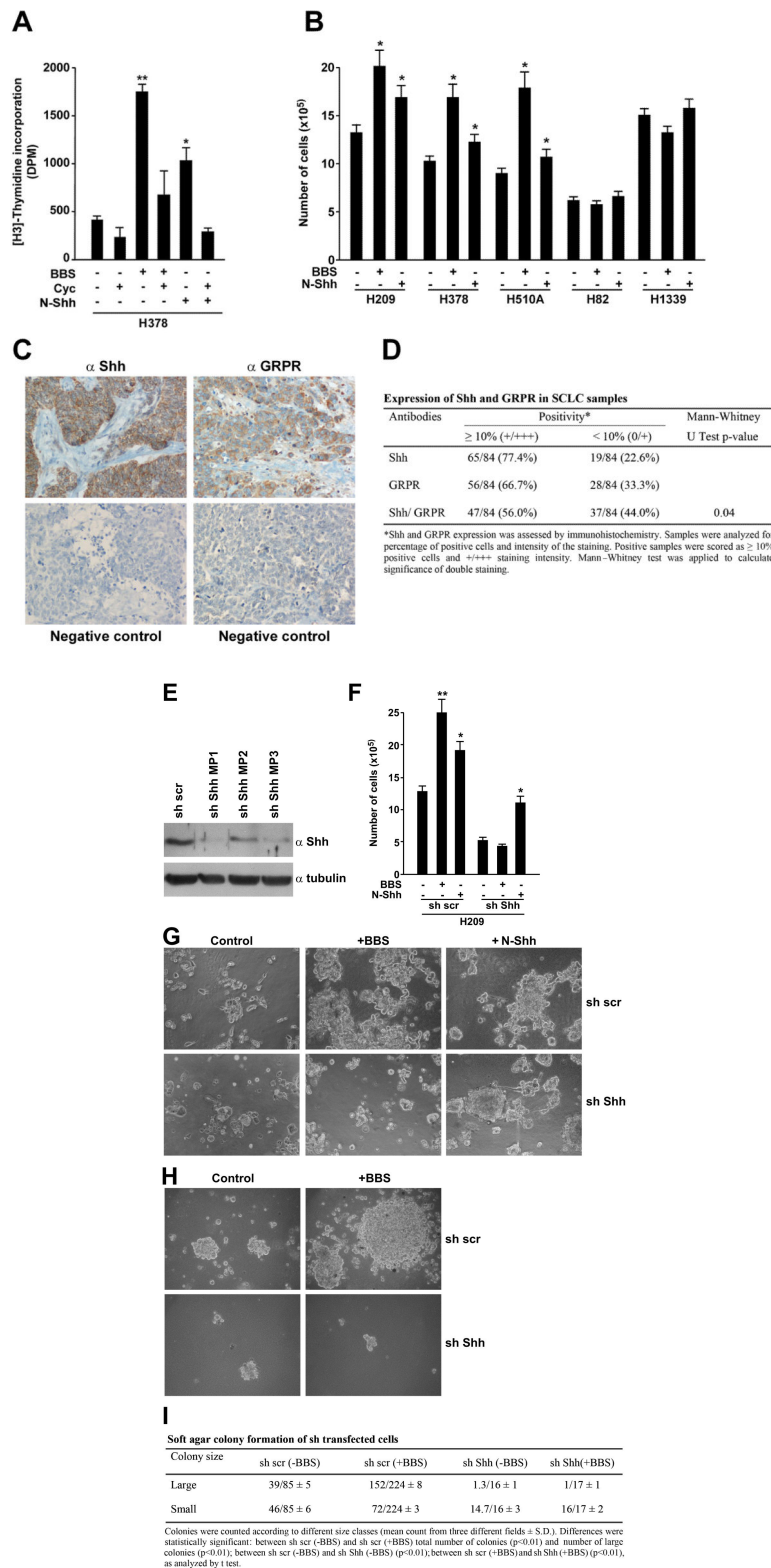 A
[H3]-Thymidine incorporation
(DPM)
2000
1500
1000
500
0
BBS - - + + - -
Cyc - + - + - +
N-Shh - - - - + +
H378
B
Number of cells (x10⁵)
20
15
10
5
0
BBS - + - - + - - + - - + - - + -
N-Shh - - + - - + - - + - - + - - +
H209 H378 H510A H82 H1339
* * * * * *
** *
C
α Shh α GRPR
Negative control Negative control
D
Expression of Shh and GRPR in SCLC samples
Antibodies Positivity* Mann-Whitney
≥ 10% (+/+++) < 10% (0/+) U Test p-value
Shh 65/84 (77.4%) 19/84 (22.6%)
GRPR 56/84 (66.7%) 28/84 (33.3%)
Shh/ GRPR 47/84 (56.0%) 37/84 (44.0%) 0.04
*Shh and GRPR expression was assessed by immunohistochemistry. Samples were analyzed for
percentage of positive cells and intensity of the staining. Positive samples were scored as ≥ 10%
positive cells and +/+++ staining intensity. Mann–Whitney test was applied to calculate
significance of double staining.
E
sh scr
sh Shh MP1
sh Shh MP2
sh Shh MP3
α Shh
α tubulin
F
Number of cells (x10⁵)
25
20
15
10
5
0
** * *
BBS - + - - + -
N-Shh - - + - - +
sh scr sh Shh
H209
G
Control +BBS + N-Shh
sh scr
sh Shh
H
Control +BBS
sh scr
sh Shh
I
Soft agar colony formation of sh transfected cells
Colony size sh scr (-BBS) sh scr (+BBS) sh Shh (-BBS) sh Shh(+BBS)
Large 39/85 ± 5 152/224 ± 8 1.3/16 ± 1 1/17 ± 1
Small 46/85 ± 6 72/224 ± 3 14.7/16 ± 3 16/17 ± 2
Colonies were counted according to different size classes (mean count from three different fields ± S.D.). Differences were
statistically significant: between sh scr (-BBS) and sh scr (+BBS) total number of colonies (p<0.01) and number of large
colonies (p<0.01); between sh scr (-BBS) and sh Shh (-BBS) (p<0.01); between sh scr (+BBS) and sh Shh (+BBS) (p<0.01),
as analyzed by t test.